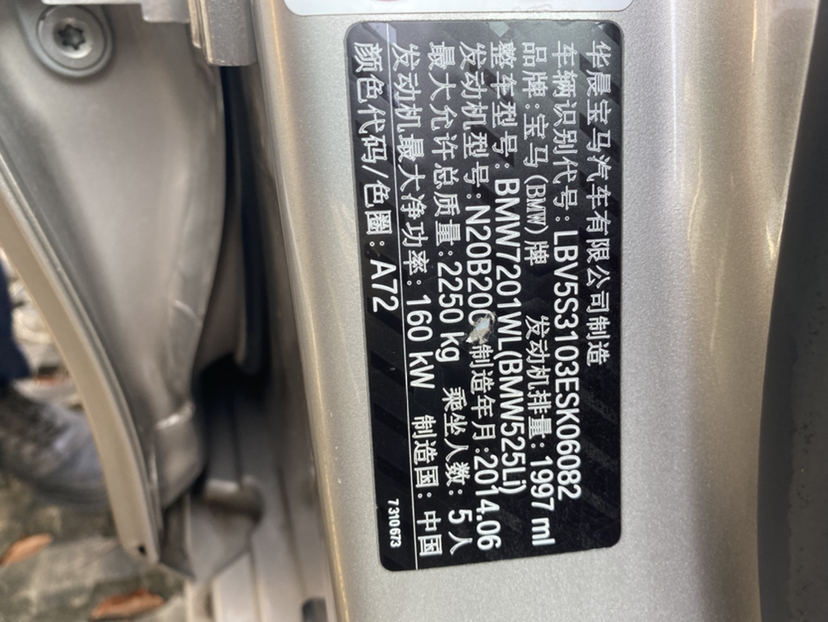 华晨宝马汽车有限公司制造
车辆识别代号: LBV5S3103ESK06082
品牌: 宝马 (BMW) 牌 发动机排量: 1997 ml
整车型号: BMW7201WL(BMW525Li)
发动机型号: N20B20 制造年月: 2014.06
最大允许总质量: 2250 kg 乘坐人数: 5 人
发动机最大净功率: 160 kW 制造国: 中国
颜色代码/色圈: A72
7310673